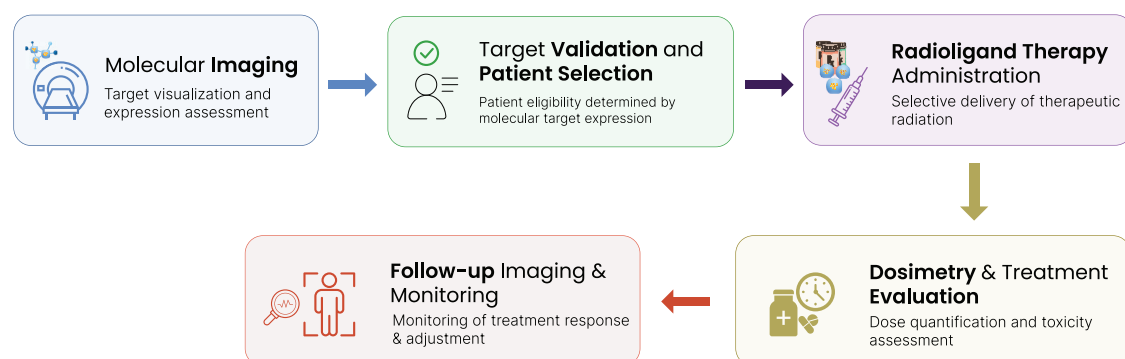 Molecular Imaging
Target visualization and
expression assessment
Target Validation and
Patient Selection
Patient eligibility determined by
molecular target expression
Radioligand Therapy
Administration
Selective delivery of therapeutic
radiation
Dosimetry & Treatment
Evaluation
Dose quantification and toxicity
assessment
Follow-up Imaging &
Monitoring
Monitoring of treatment response
& adjustment